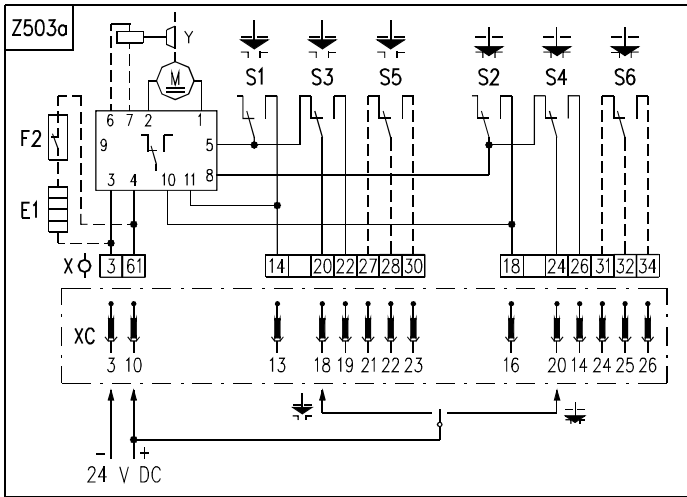 Z503a
Y
M
S1 S3 S5 S2 S4 S6
6 7 2 1
F2
9 5
3 4 10 11 8
E1
X 3 61 14 20 22 27 28 30 18 24 26 31 32 34
XC
3 10 13 18 19 21 22 23 16 20 14 24 25 26
− +
24 V DC